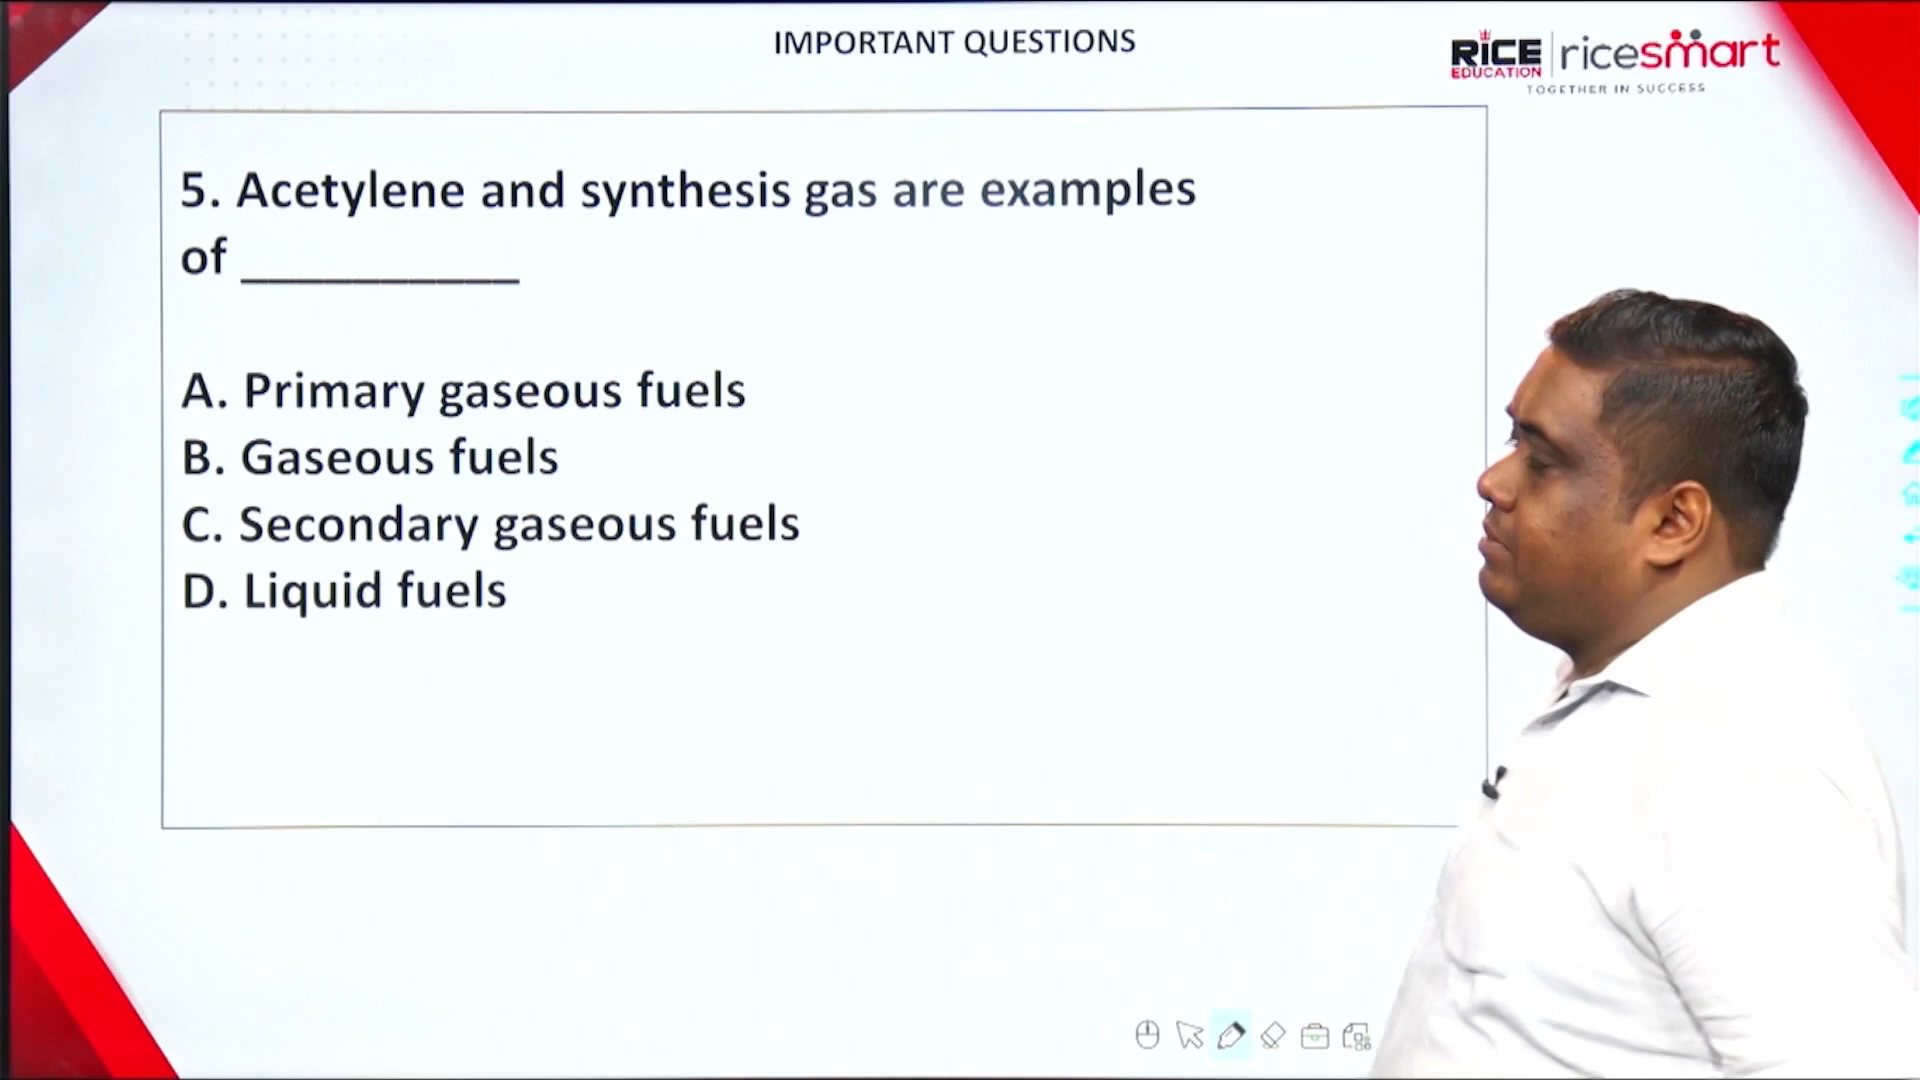 IMPORTANT QUESTIONS
RiCE EDUCATION
ricesmart
TOGETHER IN SUCCESS
5. Acetylene and synthesis gas are examples
of __________
A. Primary gaseous fuels
B. Gaseous fuels
C. Secondary gaseous fuels
D. Liquid fuels